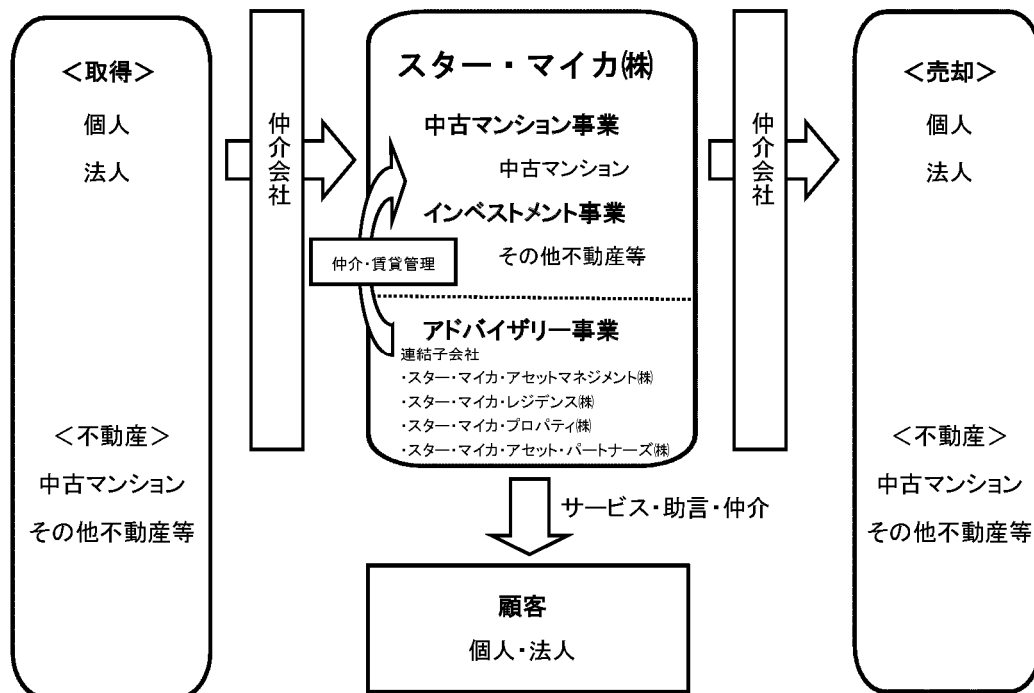 ＜取得＞
個人
法人
＜不動産＞
中古マンション
その他不動産等
仲介会社
スター・マイカ㈱
中古マンション事業
中古マンション
インベストメント事業
その他不動産等
仲介・賃貸管理
アドバイザリー事業
連結子会社
・スター・マイカ・アセットマネジメント㈱
・スター・マイカ・レジデンス㈱
・スター・マイカ・プロパティ㈱
・スター・マイカ・アセット・パートナーズ㈱
サービス・助言・仲介
顧客
個人・法人
仲介会社
＜売却＞
個人
法人
＜不動産＞
中古マンション
その他不動産等